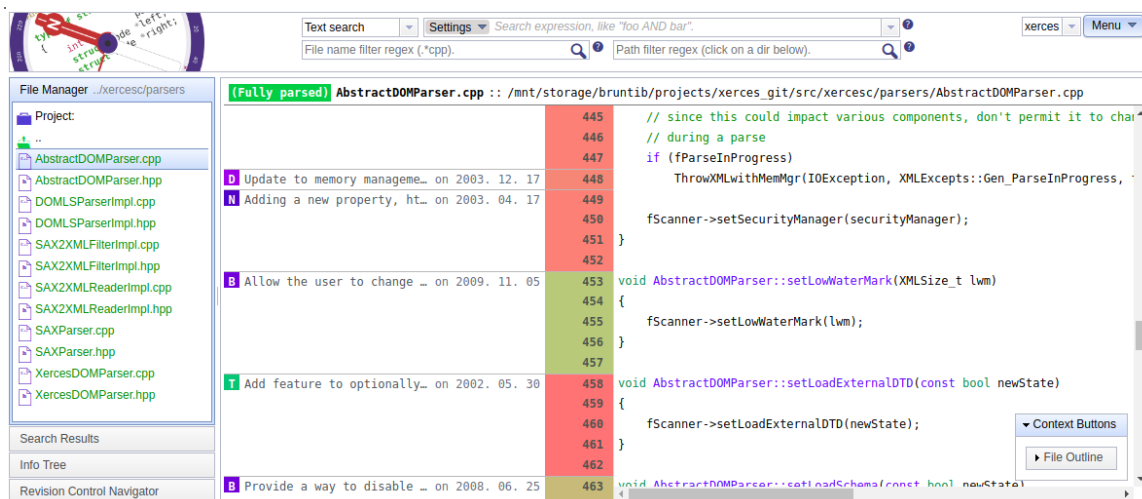 Text search Settings Search expression, like "foo AND bar". xerces Menu
File name filter regex (.*cpp). Path filter regex (click on a dir below).
File Manager ../xercesc/parsers
Project:
..
AbstractDOMParser.cpp
AbstractDOMParser.hpp
DOMLSParserImpl.cpp
DOMLSParserImpl.hpp
SAX2XMLFilterImpl.cpp
SAX2XMLFilterImpl.hpp
SAX2XMLReaderImpl.cpp
SAX2XMLReaderImpl.hpp
SAXParser.cpp
SAXParser.hpp
XercesDOMParser.cpp
XercesDOMParser.hpp
Search Results
Info Tree
Revision Control Navigator
(Fully parsed) AbstractDOMParser.cpp :: /mnt/storage/bruntib/projects/xerces_git/src/xercesc/parsers/AbstractDOMParser.cpp
445 // since this could impact various components, don't permit it to
446 // during a parse
447 if (fParseInProgress)
D Update to memory manageme… on 2003. 12. 17 448 ThrowXMLwithMemMgr(IOException, XMLExcepts::Gen_ParseInProgress,
N Adding a new property, ht… on 2003. 04. 17 449
450 fScanner->setSecurityManager(securityManager);
451 }
452
B Allow the user to change … on 2009. 11. 05 453 void AbstractDOMParser::setLowWaterMark(XMLSize_t lwm)
454 {
455 fScanner->setLowWaterMark(lwm);
456 }
457
T Add feature to optionally… on 2002. 05. 30 458 void AbstractDOMParser::setLoadExternalDTD(const bool newState)
459 {
460 fScanner->setLoadExternalDTD(newState);
461 }
462
B Provide a way to disable … on 2008. 06. 25 463 void AbstractDOMParser::setLoadSchema(const bool newState)
Context Buttons
File Outline